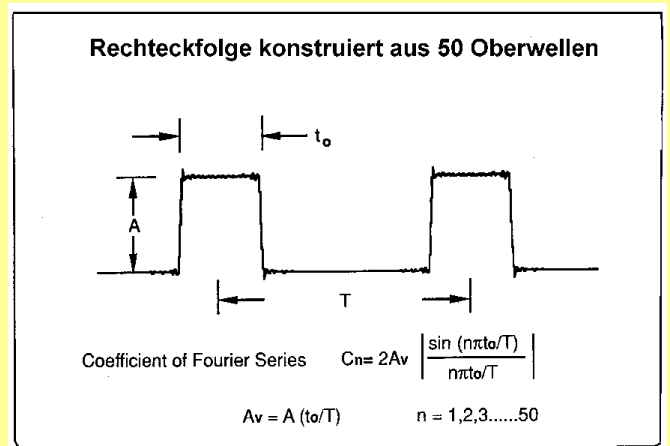 Rechteckfolge konstruiert aus 50 Oberwellen
to
A
T
Coefficient of Fourier Series Cn= 2Av | sin (nπto/T) / nπto/T |
Av = A (to/T) n = 1,2,3......50